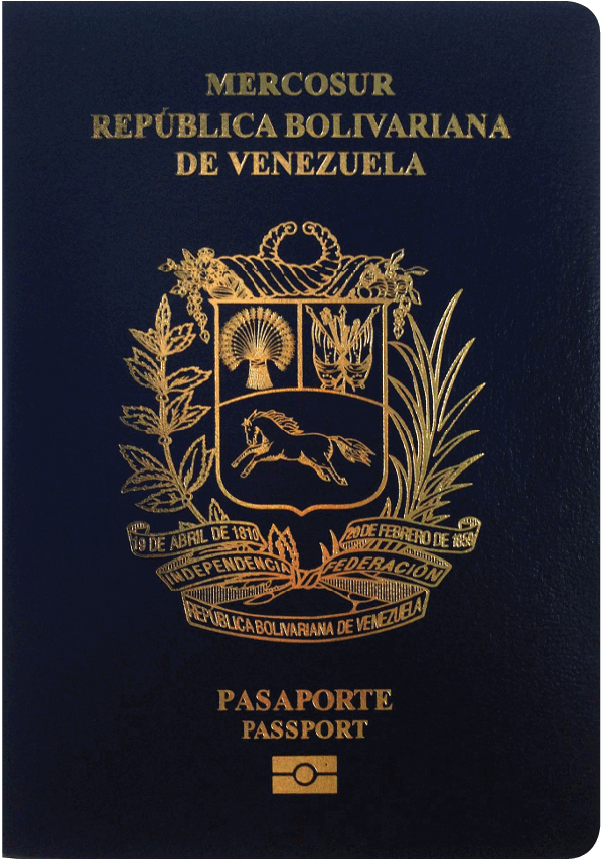 MERCOSUR
REPÚBLICA BOLIVARIANA
DE VENEZUELA
19 DE ABRIL DE 1810
20 DE FEBRERO DE 1859
INDEPENDENCIA
FEDERACIÓN
REPÚBLICA BOLIVARIANA DE VENEZUELA
PASAPORTE
PASSPORT